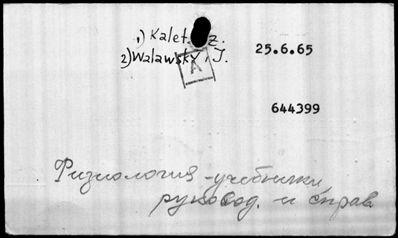 1) Kalet z.
2) Walawsky, J.
A
25.6.65
644399
Физиология-учебники
руковод. и справ.